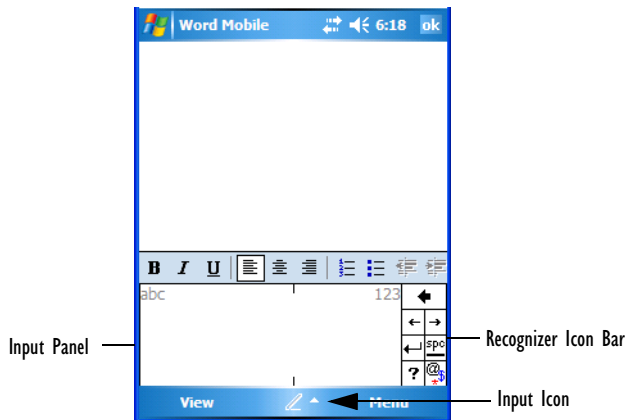 Word Mobile 6:18 ok
B I U
abc 123
spc
Input Panel
Recognizer Icon Bar
? @*$
View Menu
Input Icon